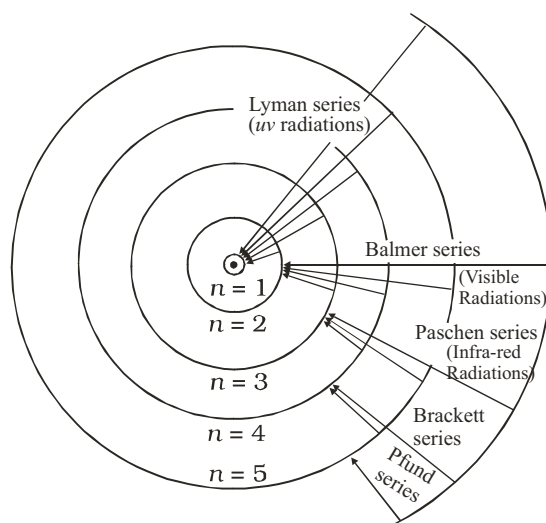 Lyman series
(uv radiations)
Balmer series
(Visible
Radiations)
n = 1
n = 2
Paschen series
(Infra-red
Radiations)
n = 3
Brackett
series
n = 4
Pfund
series
n = 5